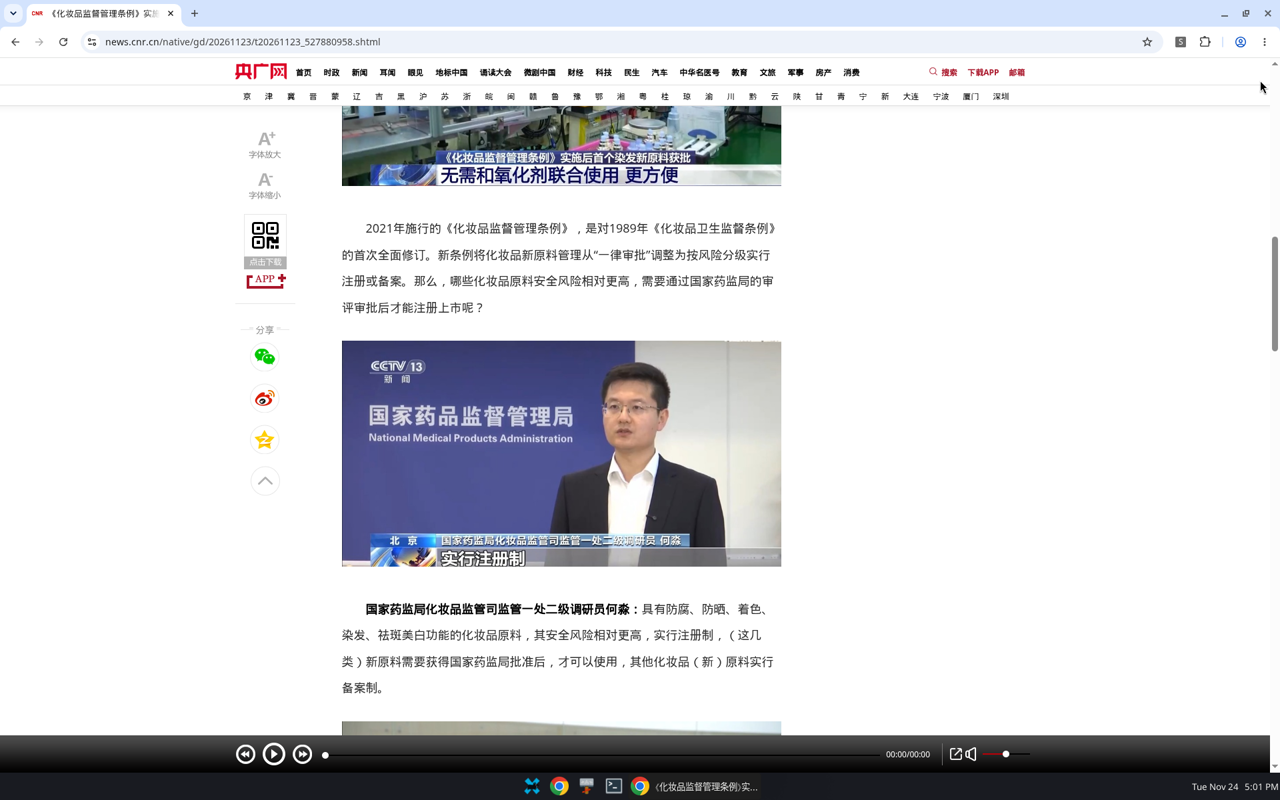 《化妆品监督管理条例》实施
news.cnr.cn/native/gd/20261123/t20261123_527880958.shtml
央广网 首页 时政 新闻 耳闻 眼见 地标中国 诵读大会 微剧中国 财经 科技 民生 汽车 中华名医号 教育 文旅 军事 房产 消费 搜索 下载APP 邮箱
京 津 冀 晋 蒙 辽 吉 黑 沪 苏 浙 皖 闽 赣 鲁 豫 鄂 湘 粤 桂 琼 渝 川 黔 云 陕 甘 青 宁 新 大连 宁波 厦门 深圳
A+
字体放大
A-
字体缩小
点击下载
APP
分享
《化妆品监督管理条例》实施后首个染发新原料获批
无需和氧化剂联合使用 更方便
2021年施行的《化妆品监督管理条例》，是对1989年《化妆品卫生监督条例》
的首次全面修订。新条例将化妆品新原料管理从“一律审批”调整为按风险分级实行
注册或备案。那么，哪些化妆品原料安全风险相对更高，需要通过国家药监局的审
评审批后才能注册上市呢？
CCTV 13
新 闻
国家药品监督管理局
National Medical Products Administration
北 京 国家药监局化妆品监管司监管一处二级调研员 何淼
实行注册制
国家药监局化妆品监管司监管一处二级调研员何淼：具有防腐、防晒、着色、
染发、祛斑美白功能的化妆品原料，其安全风险相对更高，实行注册制，（这几
类）新原料需要获得国家药监局批准后，才可以使用，其他化妆品（新）原料实行
备案制。
00:00/00:00
《化妆品监督管理条例》实...
Tue Nov 24 5:01 PM